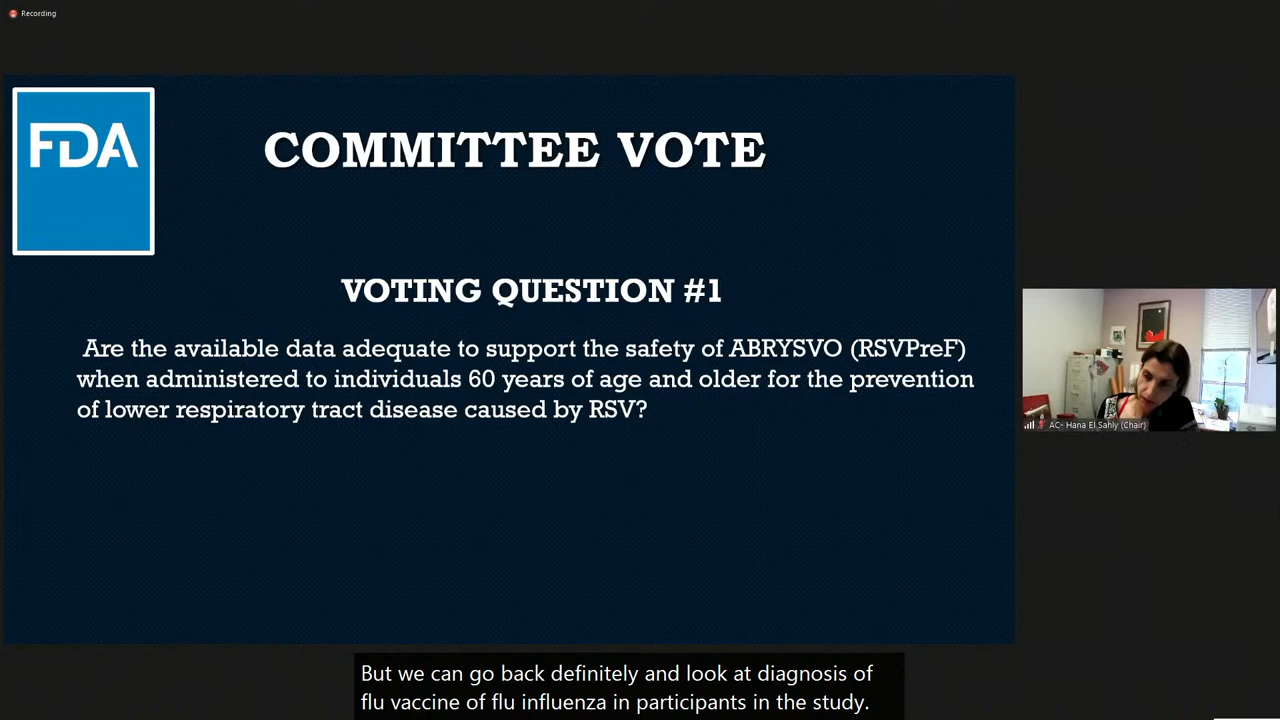 Recording
FDA
COMMITTEE VOTE
VOTING QUESTION #1
Are the available data adequate to support the safety of ABRYSVO (RSVPreF)
when administered to individuals 60 years of age and older for the prevention
of lower respiratory tract disease caused by RSV?
AC- Hana El Sahly (Chair)
But we can go back definitely and look at diagnosis of
flu vaccine of flu influenza in participants in the study.